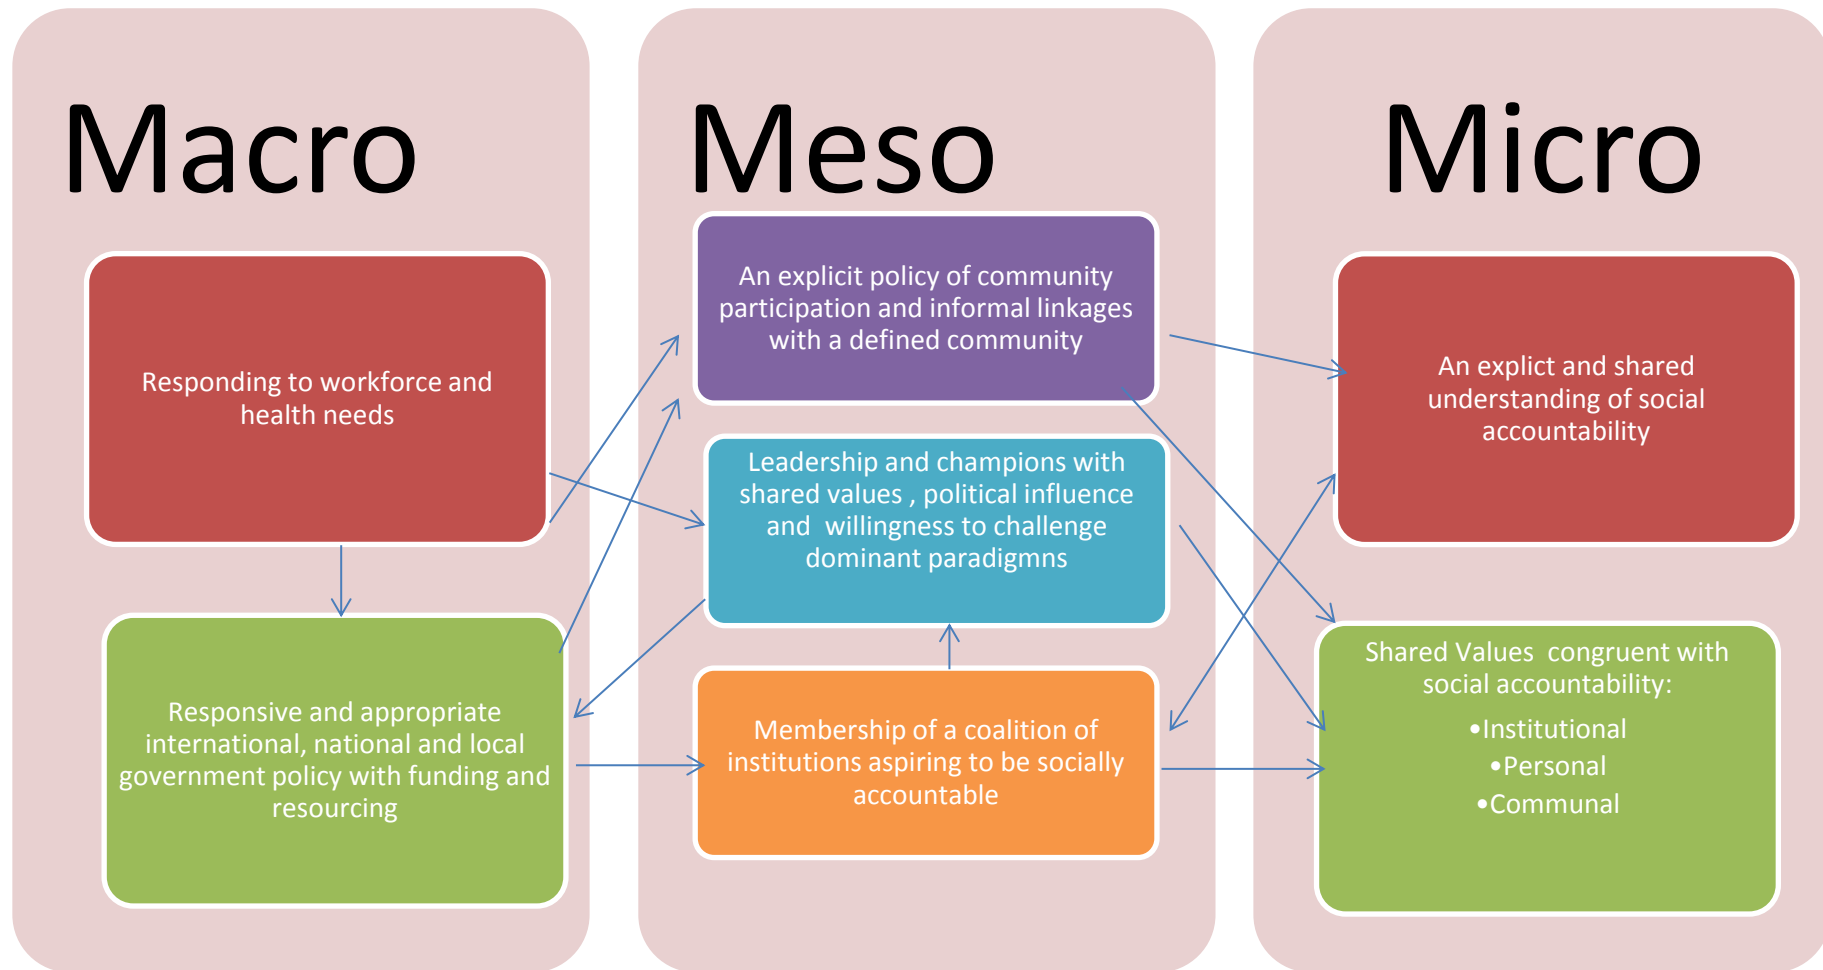 Macro
Responding to workforce and
health needs
Responsive and appropriate
international, national and local
government policy with funding and
resourcing
Meso
An explicit policy of community
participation and informal linkages
with a defined community
Leadership and champions with
shared values , political influence
and  willingness to challenge
dominant paradigmns
Membership of a coalition of
institutions aspiring to be socially
accountable
Micro
An explict and shared
understanding of social
accountability
Shared Values  congruent with
social accountability:
•Institutional
•Personal
•Communal